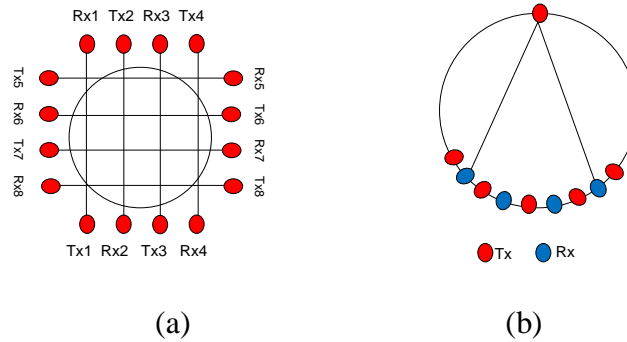 Rx1 Tx2 Rx3 Tx4
Tx5
Rx6
Tx7
Rx8
Rx5
Tx6
Rx7
Tx8
Tx1 Rx2 Tx3 Rx4
Tx Rx
(a) (b)